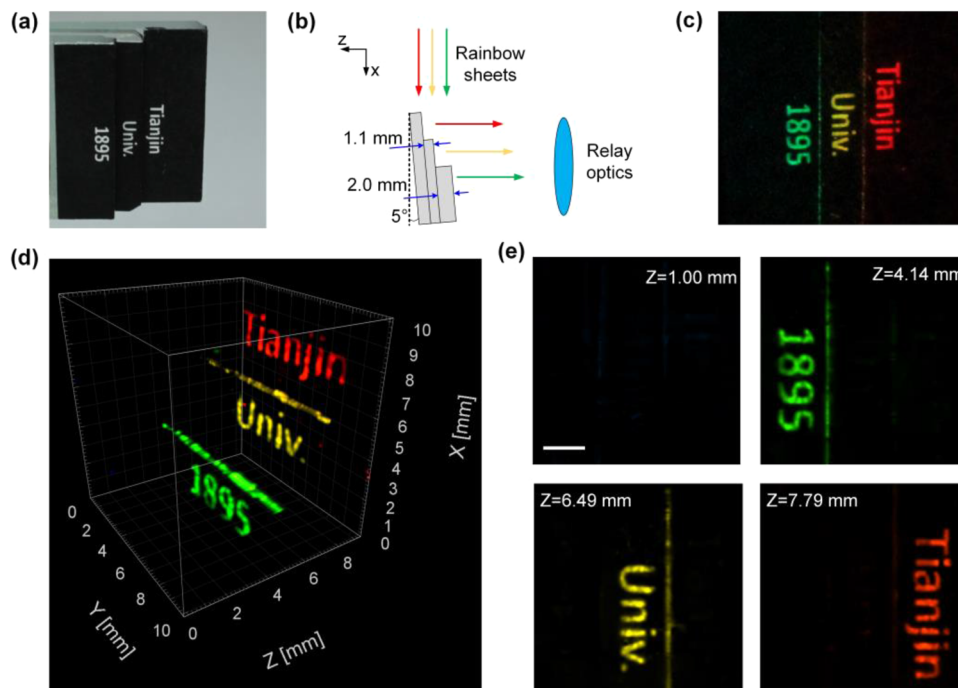 (a)
1895
Univ.
Tianjin
(b)
z
x
Rainbow
sheets
1.1 mm
2.0 mm
5°
Relay
optics
(c)
1895
Univ.
Tianjin
(d)
Tianjin
Univ.
1895
10
9
8
7
6
5
4
3
2
1
0
X [mm]
0
2
4
6
8
10
Y [mm]
0
2
4
6
8
Z [mm]
(e)
Z=1.00 mm
Z=4.14 mm
1895
Z=6.49 mm
Univ.
Z=7.79 mm
Tianjin